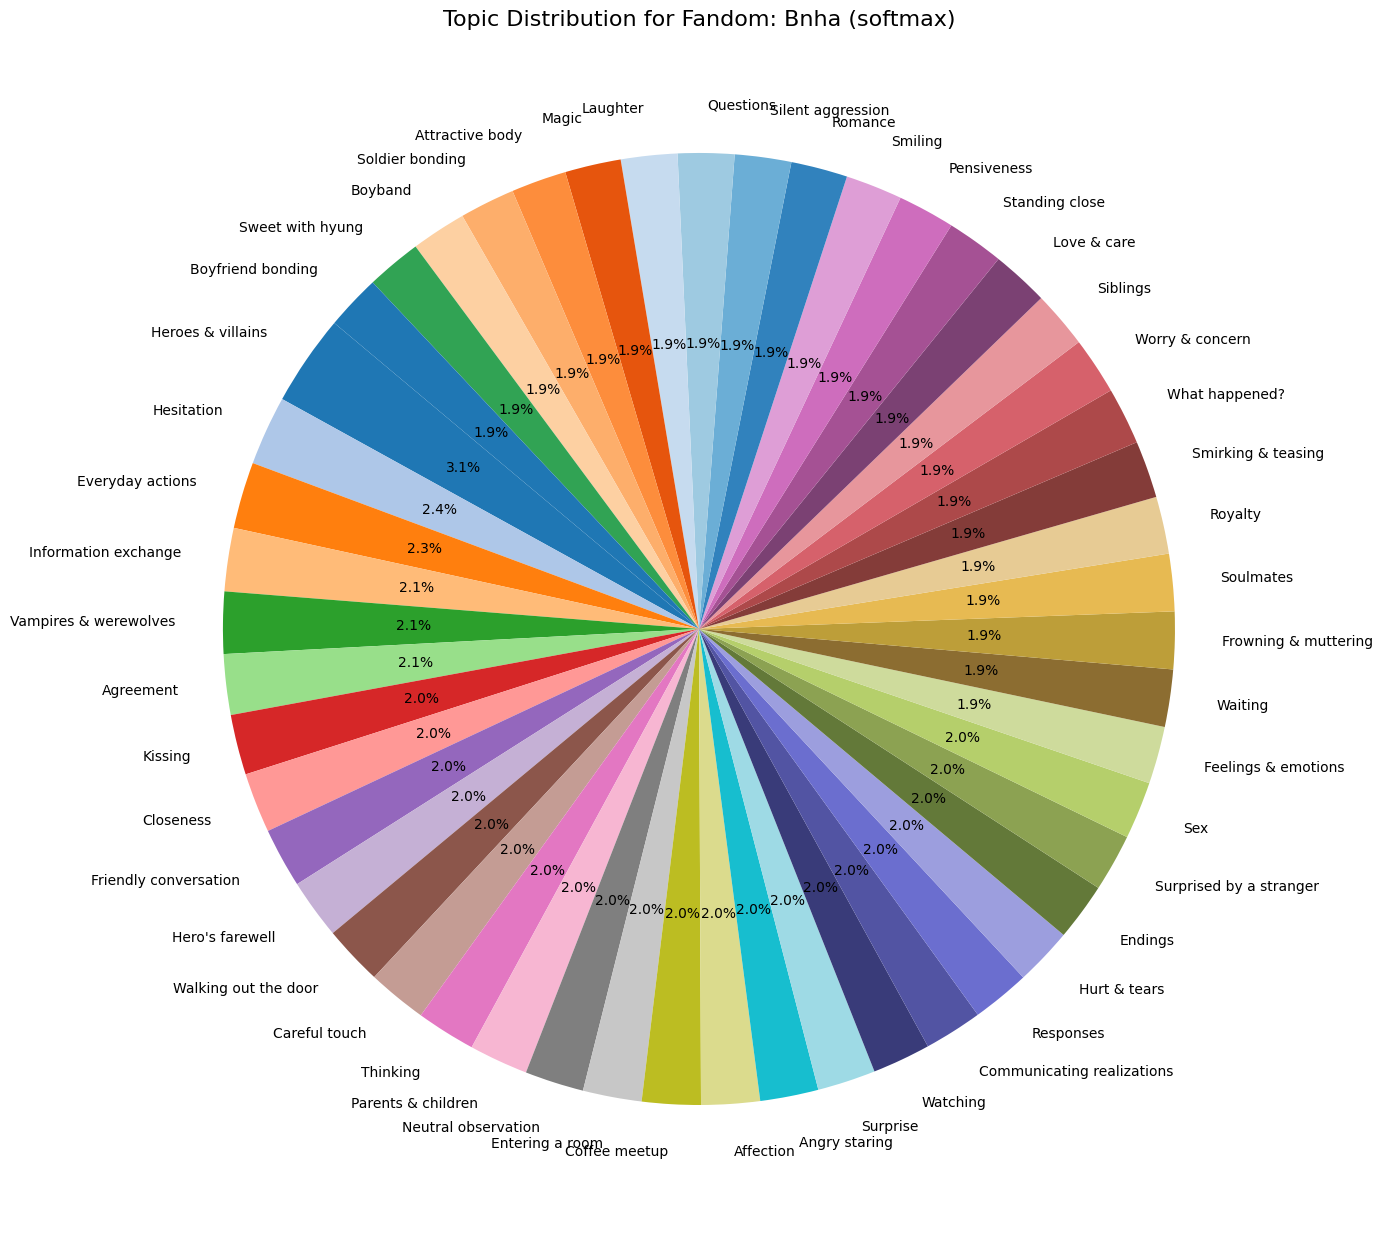 Topic Distribution for Fandom: Bnha (softmax)
Heroes & villains
3.1%
Hesitation
2.4%
Everyday actions
2.3%
Information exchange
2.1%
Vampires & werewolves
2.1%
Agreement
2.1%
Kissing
2.0%
Closeness
2.0%
Friendly conversation
2.0%
Hero's farewell
2.0%
Walking out the door
2.0%
Careful touch
2.0%
Thinking
2.0%
Parents & children
2.0%
Neutral observation
2.0%
Entering a room
2.0%
Coffee meetup
2.0%
Affection
2.0%
Angry staring
2.0%
Surprise
2.0%
Watching
2.0%
Communicating realizations
2.0%
Responses
2.0%
Hurt & tears
2.0%
Endings
2.0%
Surprised by a stranger
2.0%
Sex
2.0%
Feelings & emotions
1.9%
Waiting
1.9%
Frowning & muttering
1.9%
Soulmates
1.9%
Royalty
1.9%
Smirking & teasing
1.9%
What happened?
1.9%
Worry & concern
1.9%
Siblings
1.9%
Love & care
1.9%
Standing close
1.9%
Pensiveness
1.9%
Smiling
1.9%
Romance
1.9%
Silent aggression
1.9%
Questions
1.9%
Laughter
1.9%
Magic
1.9%
Attractive body
1.9%
Soldier bonding
1.9%
Boyband
1.9%
Sweet with hyung
1.9%
Boyfriend bonding
1.9%